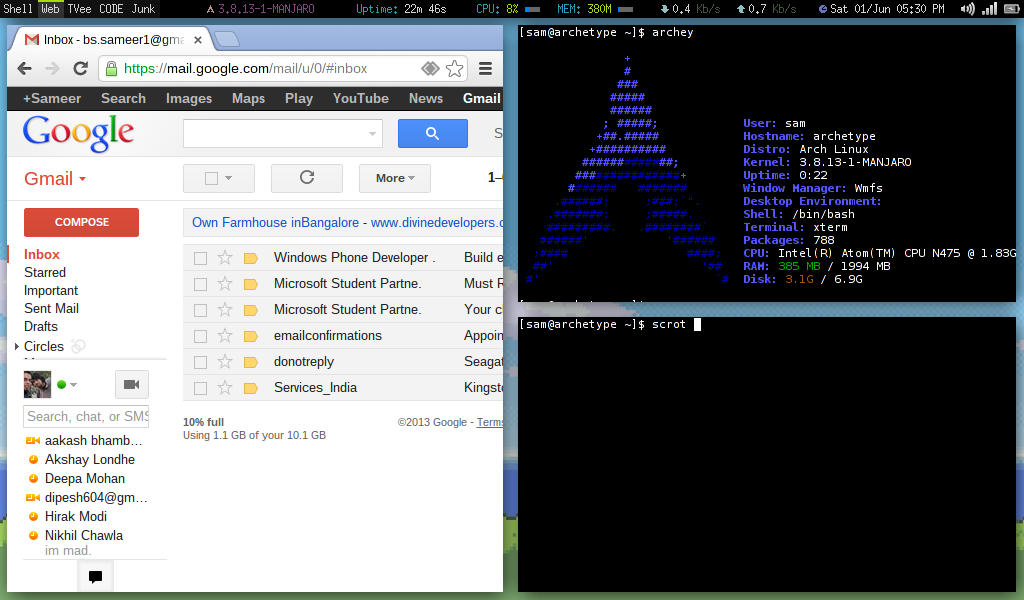 Shell Web TVee CODE Junk 3.8.13-1-MANJARO Uptime: 22m 46s CPU: 8% MEM: 380M 0.4 Kb/s 0.7 Kb/s Sat 01/Jun 05:30 PM
Inbox - bs.sameer1@gma
https://mail.google.com/mail/u/0/#inbox
+Sameer Search Images Maps Play YouTube News Gmail
Google
S
Gmail
More
1–
COMPOSE
Own Farmhouse inBangalore - www.divinedevelopers.c
Inbox
Starred
Important
Sent Mail
Drafts
Circles
Windows Phone Developer . Build e
Microsoft Student Partne. Must R
Microsoft Student Partne. Your c
emailconfirmations Appoin
donotreply Seagat
Services_India Kingst
10% full
Using 1.1 GB of your 10.1 GB
©2013 Google - Terms
Search, chat, or SMS
aakash bhamb…
Akshay Londhe
Deepa Mohan
dipesh604@gm…
Hirak Modi
Nikhil Chawla
im mad.
[sam@archetype ~]$ archey
User: sam
Hostname: archetype
Distro: Arch Linux
Kernel: 3.8.13-1-MANJARO
Uptime: 0:22
Window Manager: Wmfs
Desktop Environment:
Shell: /bin/bash
Terminal: xterm
Packages: 788
CPU: Intel(R) Atom(TM) CPU N475 @ 1.83G
RAM: 385 MB / 1994 MB
Disk: 3.1G / 6.9G
[sam@archetype ~]$ scrot